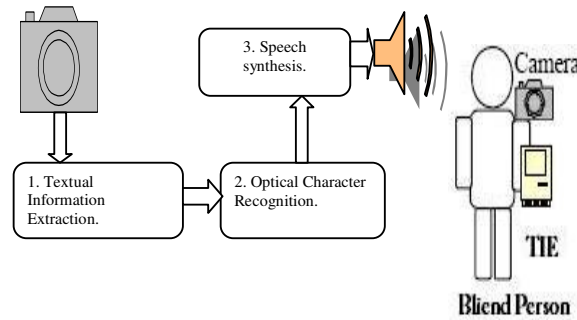 3. Speech
synthesis.
Camera
1. Textual
Information
Extraction.
2. Optical Character
Recognition.
TIE
Bliend Person